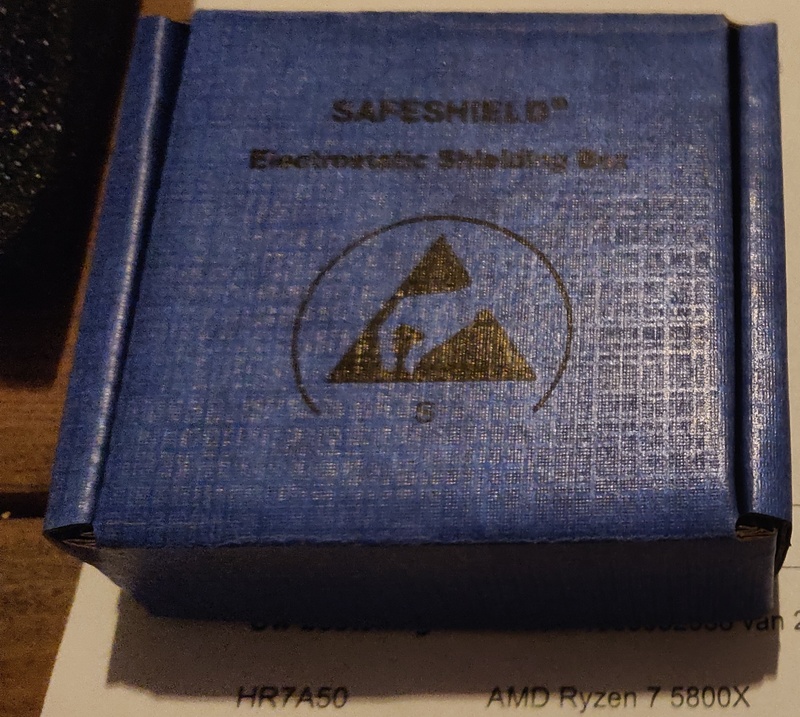 SAFESHIELD®
Electrostatic Shielding Box
S
van 2
HR7A50 AMD Ryzen 7 5800X